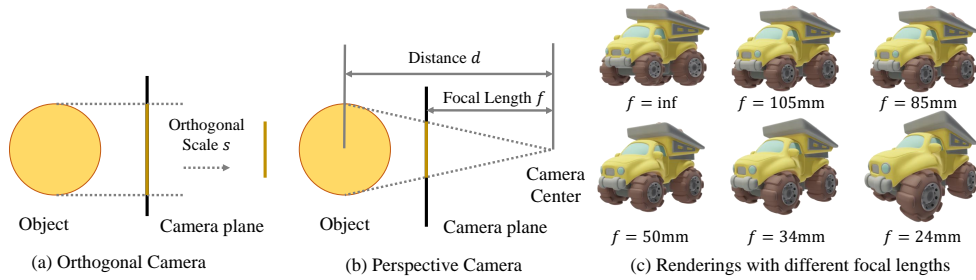 Orthogonal
Scale s
Object
Camera plane
(a) Orthogonal Camera
Distance d
Focal Length f
Camera
Center
Object
Camera plane
(b) Perspective Camera
f = inf
f = 105mm
f = 85mm
f = 50mm
f = 34mm
f = 24mm
(c) Renderings with different focal lengths